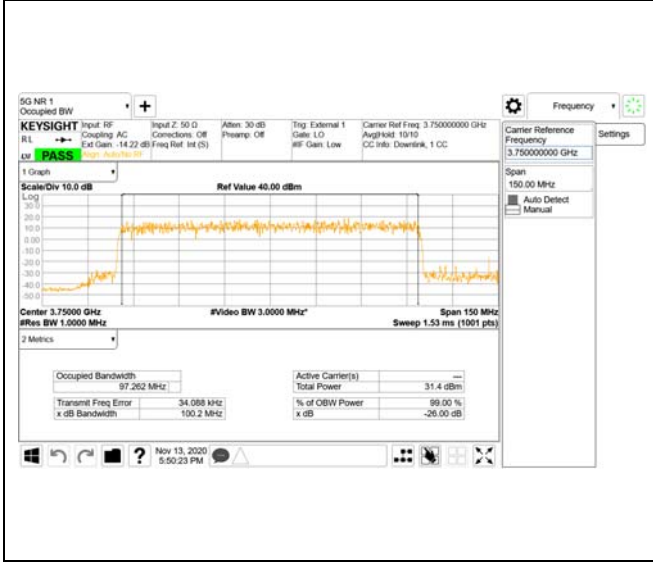 5G NR 1
Occupied BW
Frequency
KEYSIGHT
Input: RF
Coupling: AC
Ext Gain: -14.22 dB
Align: Auto/No RF
Input Z: 50 Ω
Corrections: Off
Freq Ref: Int (S)
Atten: 30 dB
Preamp: Off
Trig: External 1
Gate: LO
#IF Gain: Low
Carrier Ref Freq: 3.750000000 GHz
Avg|Hold: 10/10
CC Info: Downlink, 1 CC
R L
PASS
Carrier Reference
Frequency
3.750000000 GHz
Settings
Span
150.00 MHz
Auto Detect
Manual
1 Graph
Scale/Div 10.0 dB
Ref Value 40.00 dBm
Log
30.0
20.0
10.0
0.00
-10.0
-20.0
-30.0
-40.0
-50.0
Center 3.75000 GHz
#Video BW 3.0000 MHz*
Span 150 MHz
#Res BW 1.0000 MHz
Sweep 1.53 ms (1001 pts)
2 Metrics
Occupied Bandwidth
97.262 MHz
Transmit Freq Error 34.088 kHz
x dB Bandwidth 100.2 MHz
Active Carrier(s) ---
Total Power 31.4 dBm
% of OBW Power 99.00 %
x dB -26.00 dB
Nov 13, 2020
5:50:23 PM